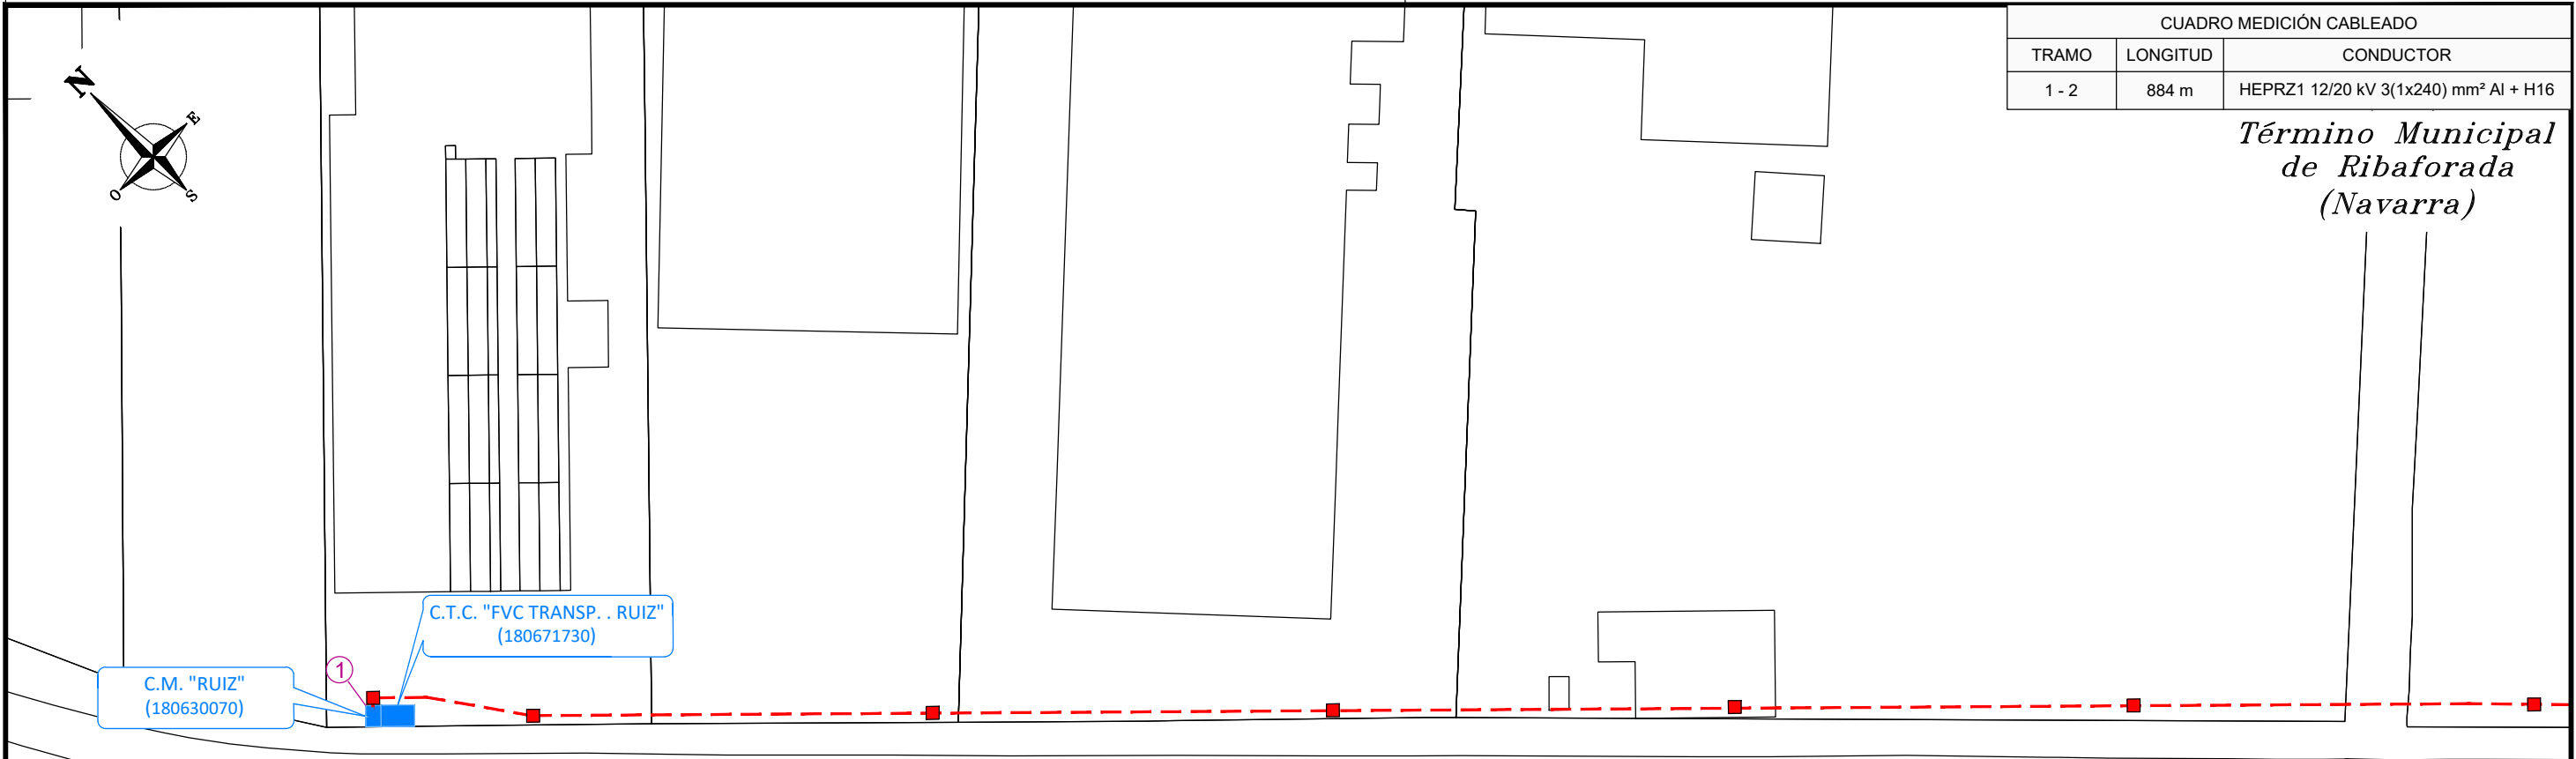 CUADRO MEDICIÓN CABLEADO
TRAMO LONGITUD CONDUCTOR
1 - 2 884 m HEPRZ1 12/20 kV 3(1x240) mm² Al + H16
Término Municipal
de Ribaforada
(Navarra)
N
E
O
S
C.T.C. "FVC TRANSP. . RUIZ"
(180671730)
1
C.M. "RUIZ"
(180630070)